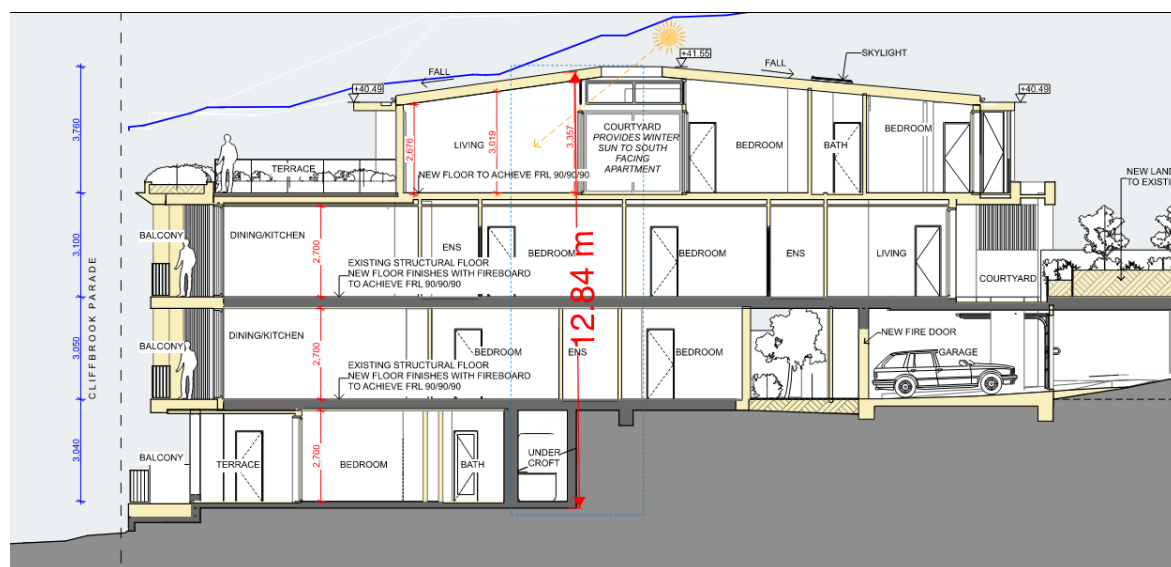 SKYLIGHT
+41.55
FALL
FALL
+40.49
+40.49
3,760
2,676
LIVING
3,019
3,357
COURTYARD
PROVIDES WINTER
SUN TO SOUTH
FACING
APARTMENT
BEDROOM
BATH
BEDROOM
TERRACE
NEW FLOOR TO ACHIEVE FRL 90/90/90
NEW LAND
TO EXISTI
3,100
BALCONY
DINING/KITCHEN
2,700
ENS
BEDROOM
BEDROOM
ENS
LIVING
COURTYARD
EXISTING STRUCTURAL FLOOR
NEW FLOOR FINISHES WITH FIREBOARD
TO ACHIEVE FRL 90/90/90
12.84 m
CLIFFBROOK PARADE
3,050
BALCONY
DINING/KITCHEN
2,700
BEDROOM
ENS
BEDROOM
NEW FIRE DOOR
GARAGE
EXISTING STRUCTURAL FLOOR
NEW FLOOR FINISHES WITH FIREBOARD
TO ACHIEVE FRL 90/90/90
3,040
BALCONY
TERRACE
2,700
BEDROOM
BATH
UNDER
CROFT